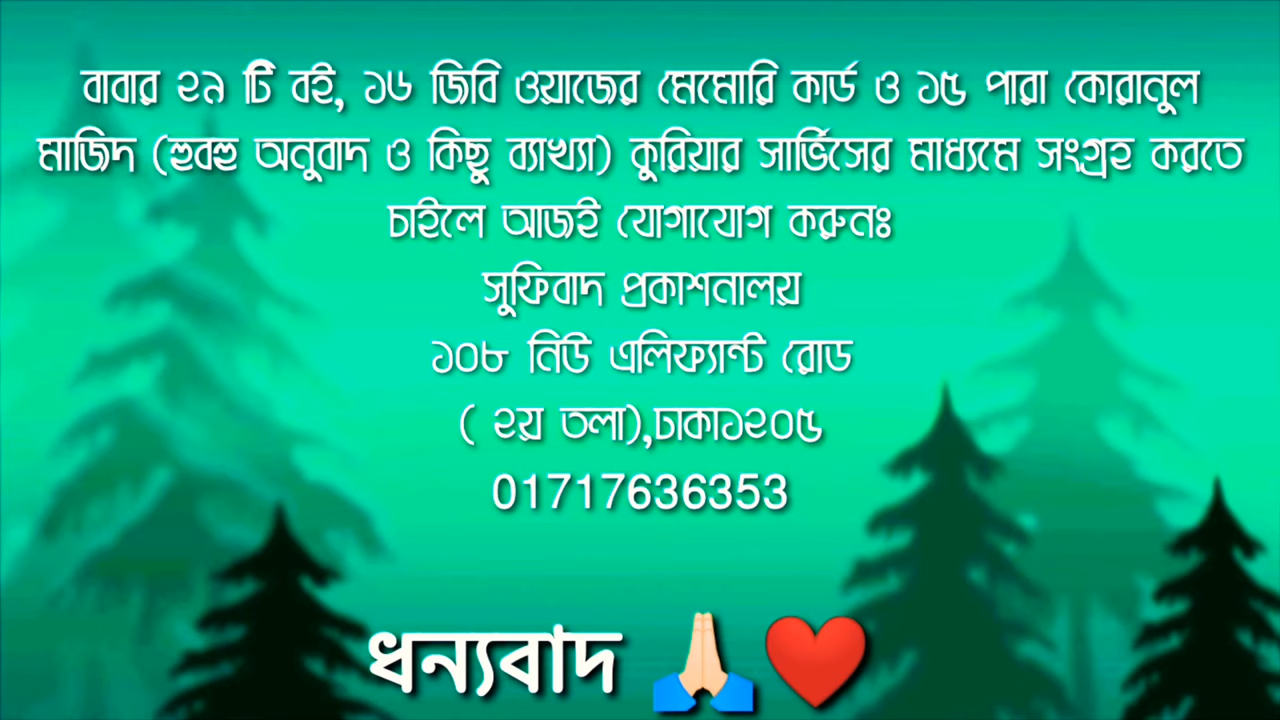 বাবার ২৯ টি বই, ১৬ জিবি ওয়াজের মেমোরি কার্ড ও ১৫ পারা কোরানুল
মাজিদ (হুবহু অনুবাদ ও কিছু ব্যাখ্যা) কুরিয়ার সার্ভিসের মাধ্যমে সংগ্রহ করতে
চাইলে আজই যোগাযোগ করুনঃ
সুফিবাদ প্রকাশনালয়
১০৮ নিউ এলিফ্যান্ট রোড
( ২য় তলা),ঢাকা১২০৫
01717636353
ধন্যবাদ 🙏🏻❤️